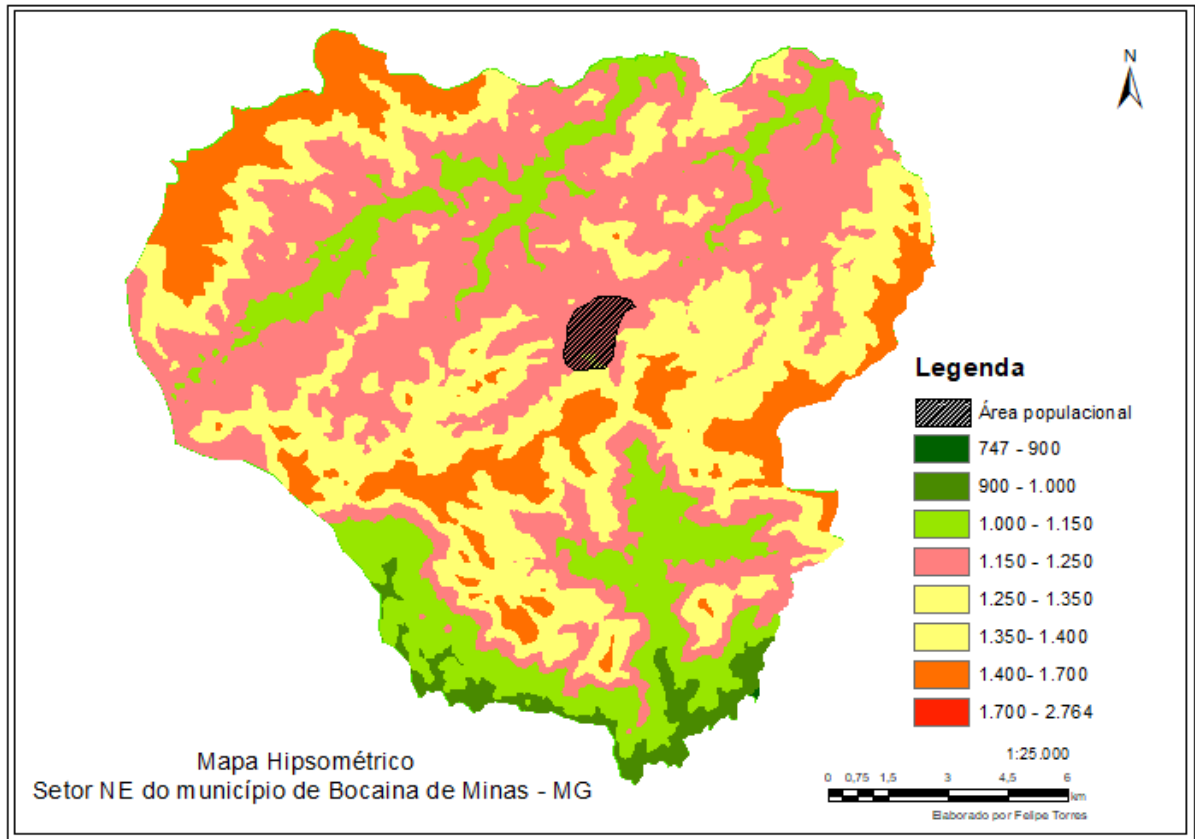 N
Legenda
Área populacional
747 - 900
900 - 1.000
1.000 - 1.150
1.150 - 1.250
1.250 - 1.350
1.350- 1.400
1.400- 1.700
1.700 - 2.764
1:25.000
0 0,75 1,5 3 4,5 6
km
Elaborado por Felipe Torres
Mapa Hipsométrico
Setor NE do município de Bocaina de Minas - MG